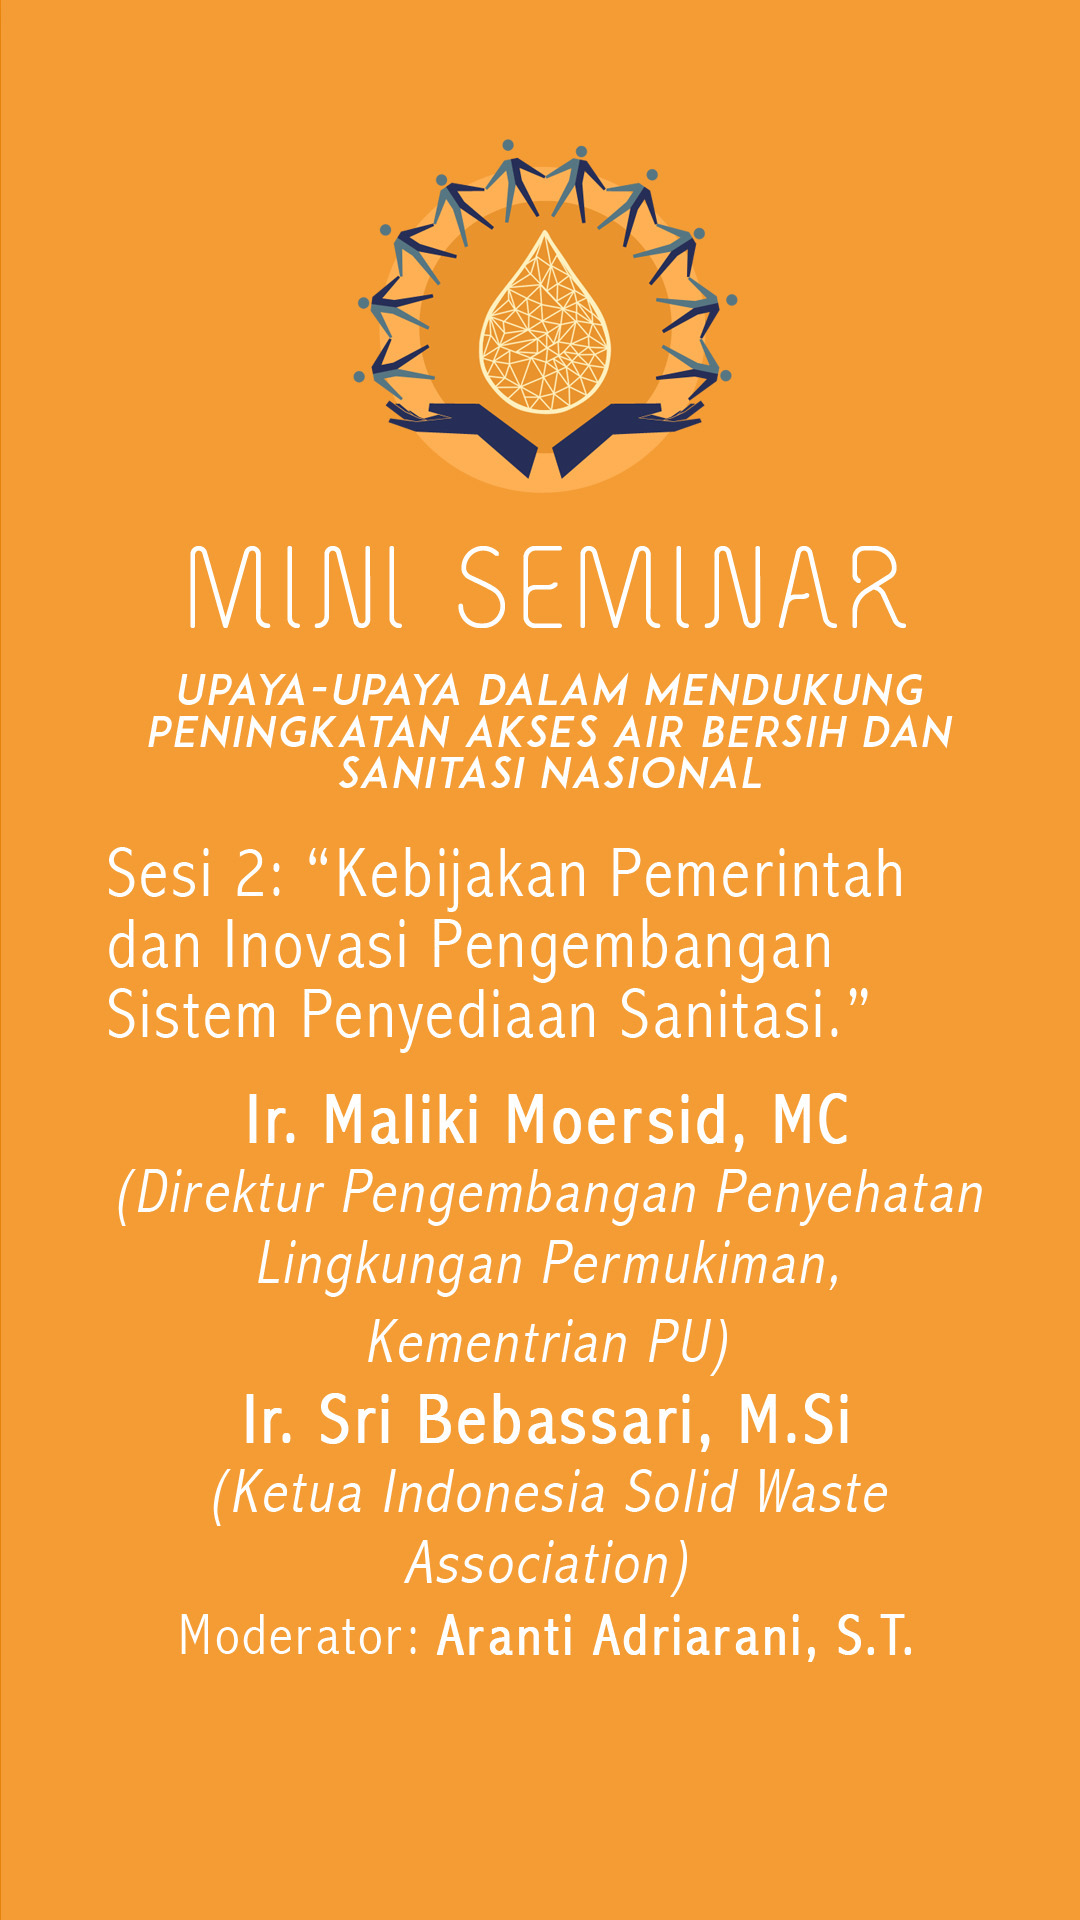 MINI SEMINAR
UPAYA-UPAYA DALAM MENDUKUNG
PENINGKATAN AKSES AIR BERSIH DAN
SANITASI NASIONAL
Sesi 2: “Kebijakan Pemerintah
dan Inovasi Pengembangan
Sistem Penyediaan Sanitasi.”
Ir. Maliki Moersid, MC
(Direktur Pengembangan Penyehatan
Lingkungan Permukiman,
Kementrian PU)
Ir. Sri Bebassari, M.Si
(Ketua Indonesia Solid Waste
Association)
Moderator: Aranti Adriarani, S.T.